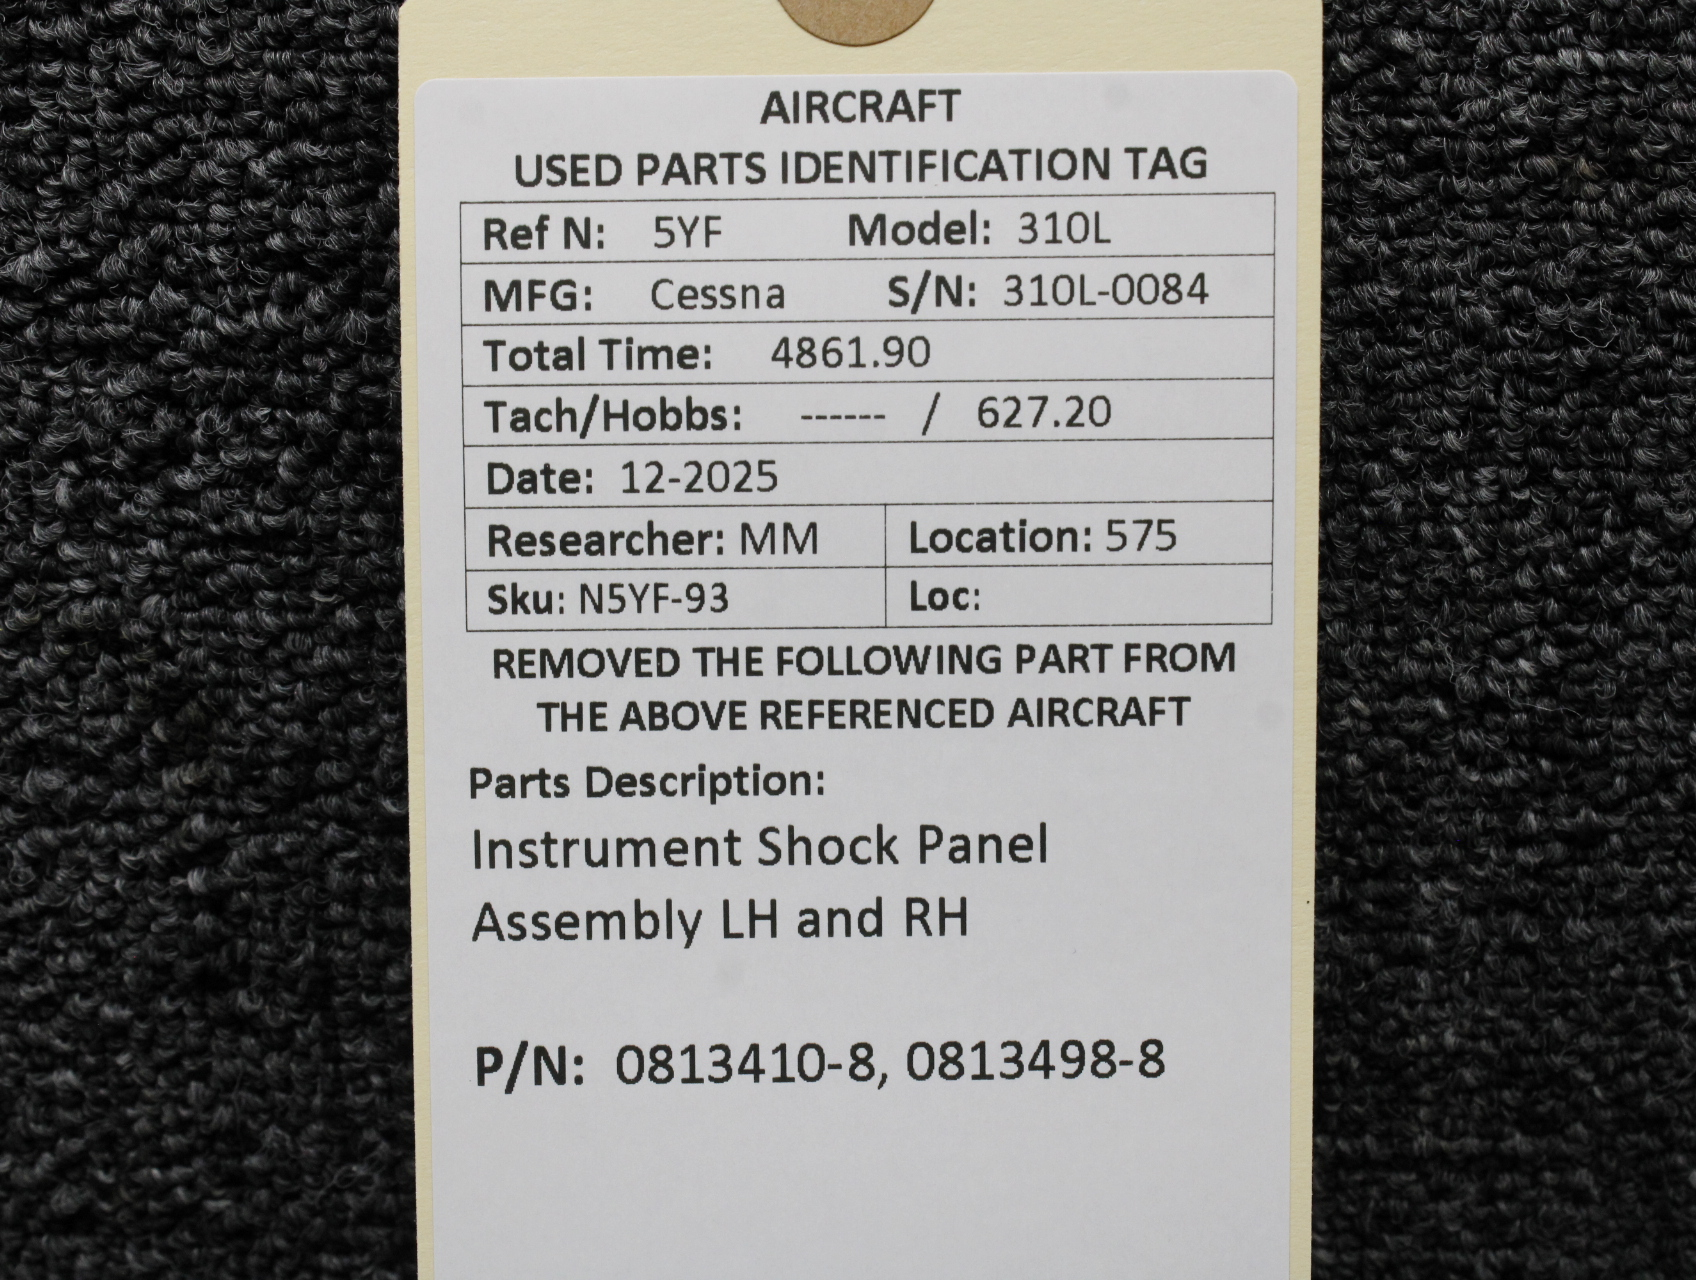 AIRCRAFT
USED PARTS IDENTIFICATION TAG
Ref N: 5YF Model: 310L
MFG: Cessna S/N: 310L-0084
Total Time: 4861.90
Tach/Hobbs: ------ / 627.20
Date: 12-2025
Researcher: MM Location: 575
Sku: N5YF-93 Loc:
REMOVED THE FOLLOWING PART FROM
THE ABOVE REFERENCED AIRCRAFT
Parts Description:
Instrument Shock Panel
Assembly LH and RH
P/N: 0813410-8, 0813498-8